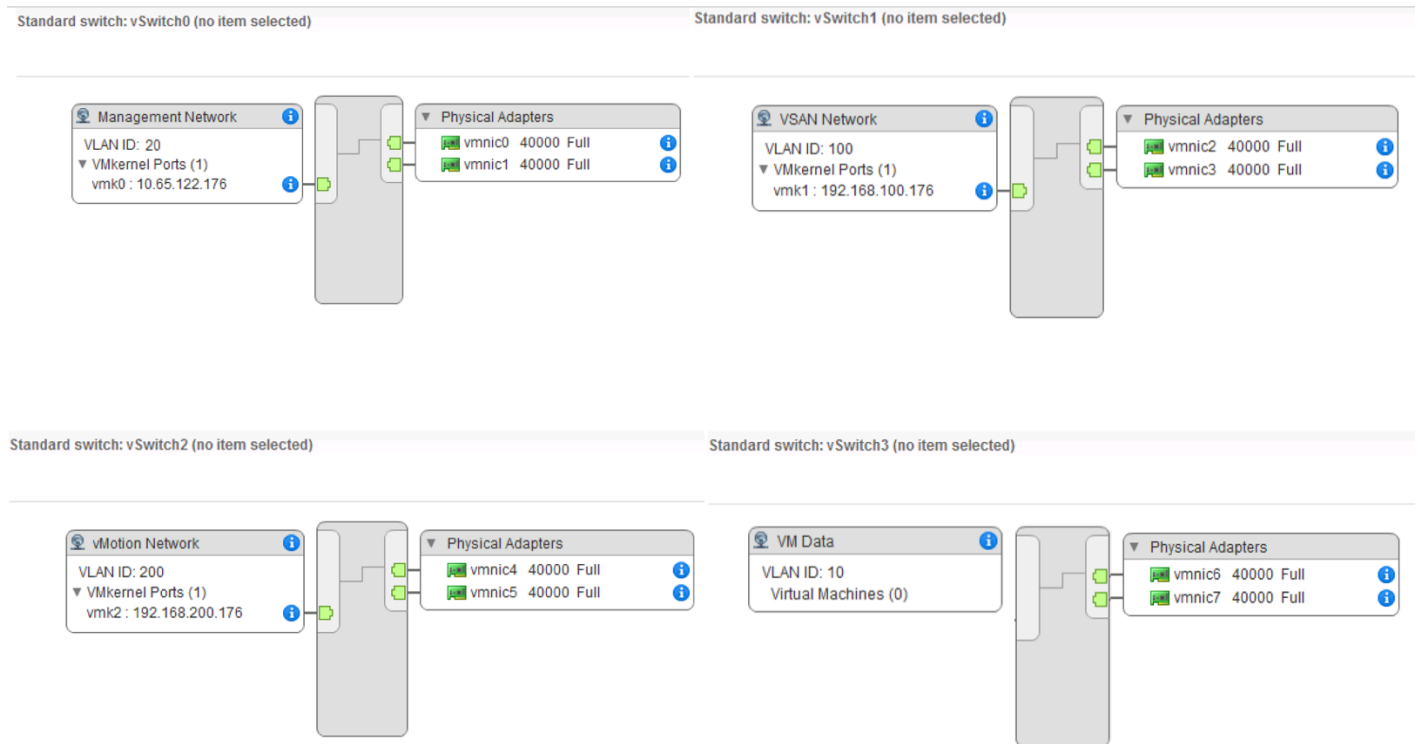 Standard switch: vSwitch0 (no item selected)
Management Network
VLAN ID: 20
VMkernel Ports (1)
vmk0 : 10.65.122.176
Physical Adapters
vmnic0 40000 Full
vmnic1 40000 Full
Standard switch: vSwitch1 (no item selected)
VSAN Network
VLAN ID: 100
VMkernel Ports (1)
vmk1 : 192.168.100.176
Physical Adapters
vmnic2 40000 Full
vmnic3 40000 Full
Standard switch: vSwitch2 (no item selected)
vMotion Network
VLAN ID: 200
VMkernel Ports (1)
vmk2 : 192.168.200.176
Physical Adapters
vmnic4 40000 Full
vmnic5 40000 Full
Standard switch: vSwitch3 (no item selected)
VM Data
VLAN ID: 10
Virtual Machines (0)
Physical Adapters
vmnic6 40000 Full
vmnic7 40000 Full